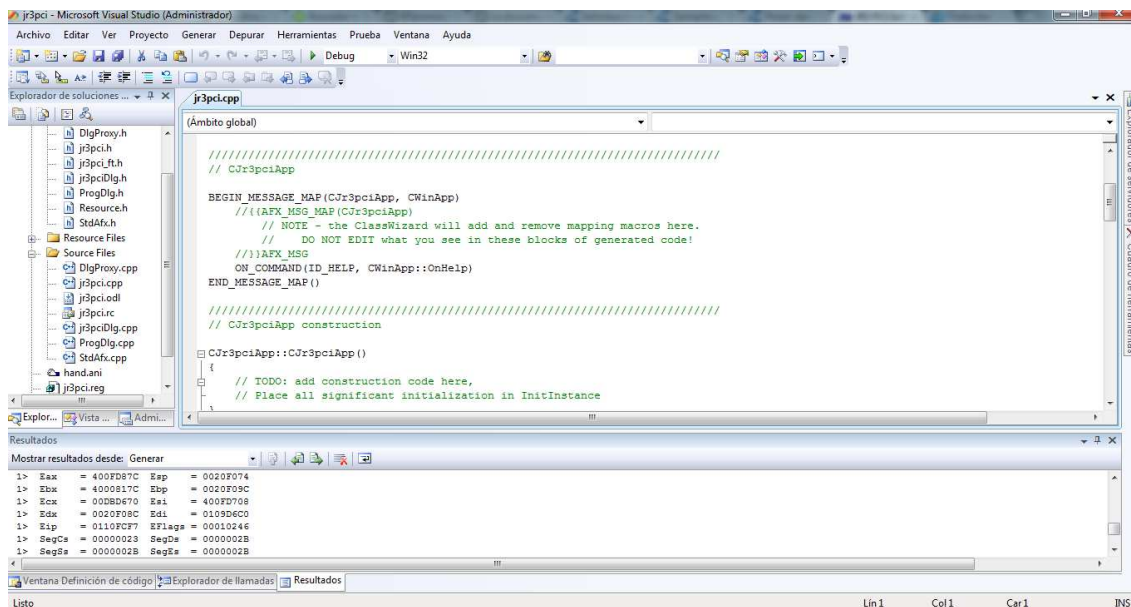 jr3pci - Microsoft Visual Studio (Administrador)
Archivo Editar Ver Proyecto Generar Depurar Herramientas Prueba Ventana Ayuda
Debug Win32
Explorador de soluciones ...
jr3pci.cpp
(Ámbito global)
DlgProxy.h
jr3pci.h
jr3pci_ft.h
jr3pciDlg.h
ProgDlg.h
Resource.h
StdAfx.h
Resource Files
Source Files
DlgProxy.cpp
jr3pci.cpp
jr3pci.odl
jr3pci.rc
jr3pciDlg.cpp
ProgDlg.cpp
StdAfx.cpp
hand.ani
jr3pci.reg
Explor... Vista ... Admi...
///////////////////////////////////////////////////////////////////////////////
// CJr3pciApp
BEGIN_MESSAGE_MAP(CJr3pciApp, CWinApp)
//{{AFX_MSG_MAP(CJr3pciApp)
// NOTE - the ClassWizard will add and remove mapping macros here.
// DO NOT EDIT what you see in these blocks of generated code!
//}}AFX_MSG
ON_COMMAND(ID_HELP, CWinApp::OnHelp)
END_MESSAGE_MAP()
///////////////////////////////////////////////////////////////////////////////
// CJr3pciApp construction
CJr3pciApp::CJr3pciApp()
{
// TODO: add construction code here,
// Place all significant initialization in InitInstance
}
Explorador de servidores
Cuadro de herramientas
Resultados
Mostrar resultados desde: Generar
1> Eax = 400FD87C Esp = 0020F074
1> Ebx = 4000817C Ebp = 0020F09C
1> Ecx = 00DBD670 Esi = 400FD708
1> Edx = 0020F08C Edi = 0109D6C0
1> Eip = 0110FCF7 EFlags = 00010246
1> SegCs = 00000023 SegDs = 0000002B
1> SegSs = 0000002B SegEs = 0000002B
Ventana Definición de código Explorador de llamadas Resultados
Listo Lín 1 Col 1 Car 1 INS